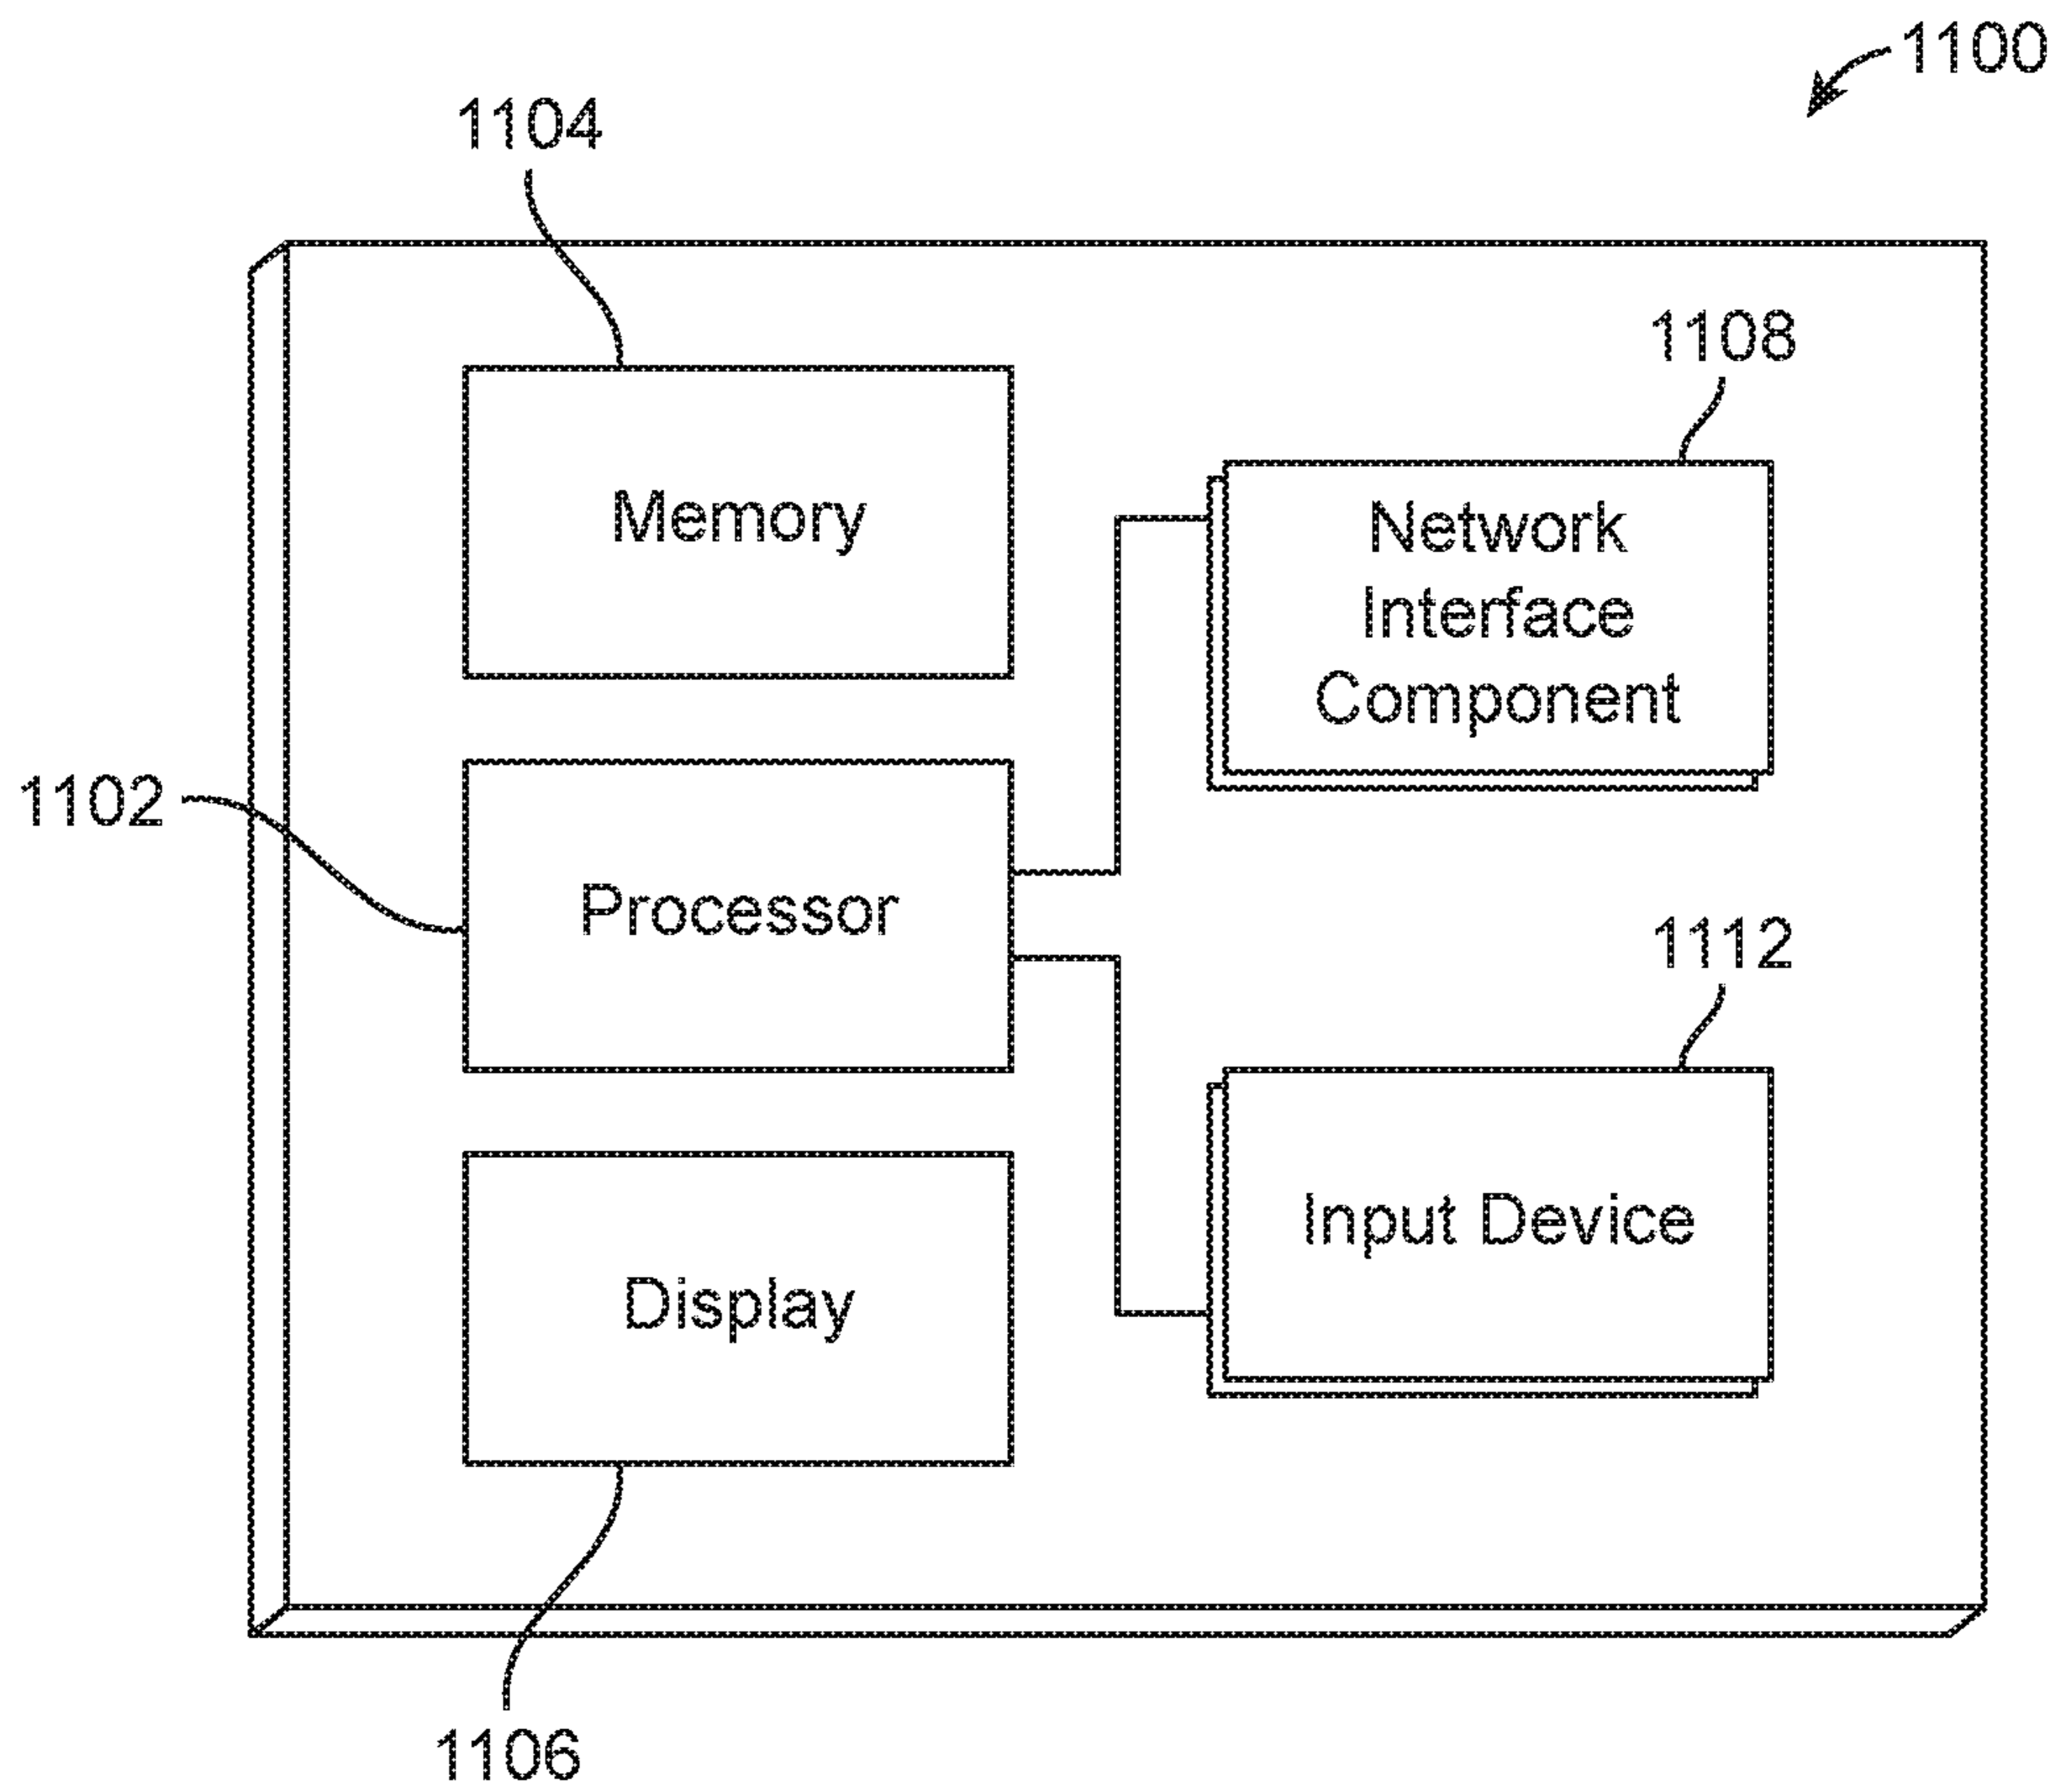 1100
1104
1108
Memory
Network
Interface
Component
1102
Processor
1112
Input Device
Display
1106